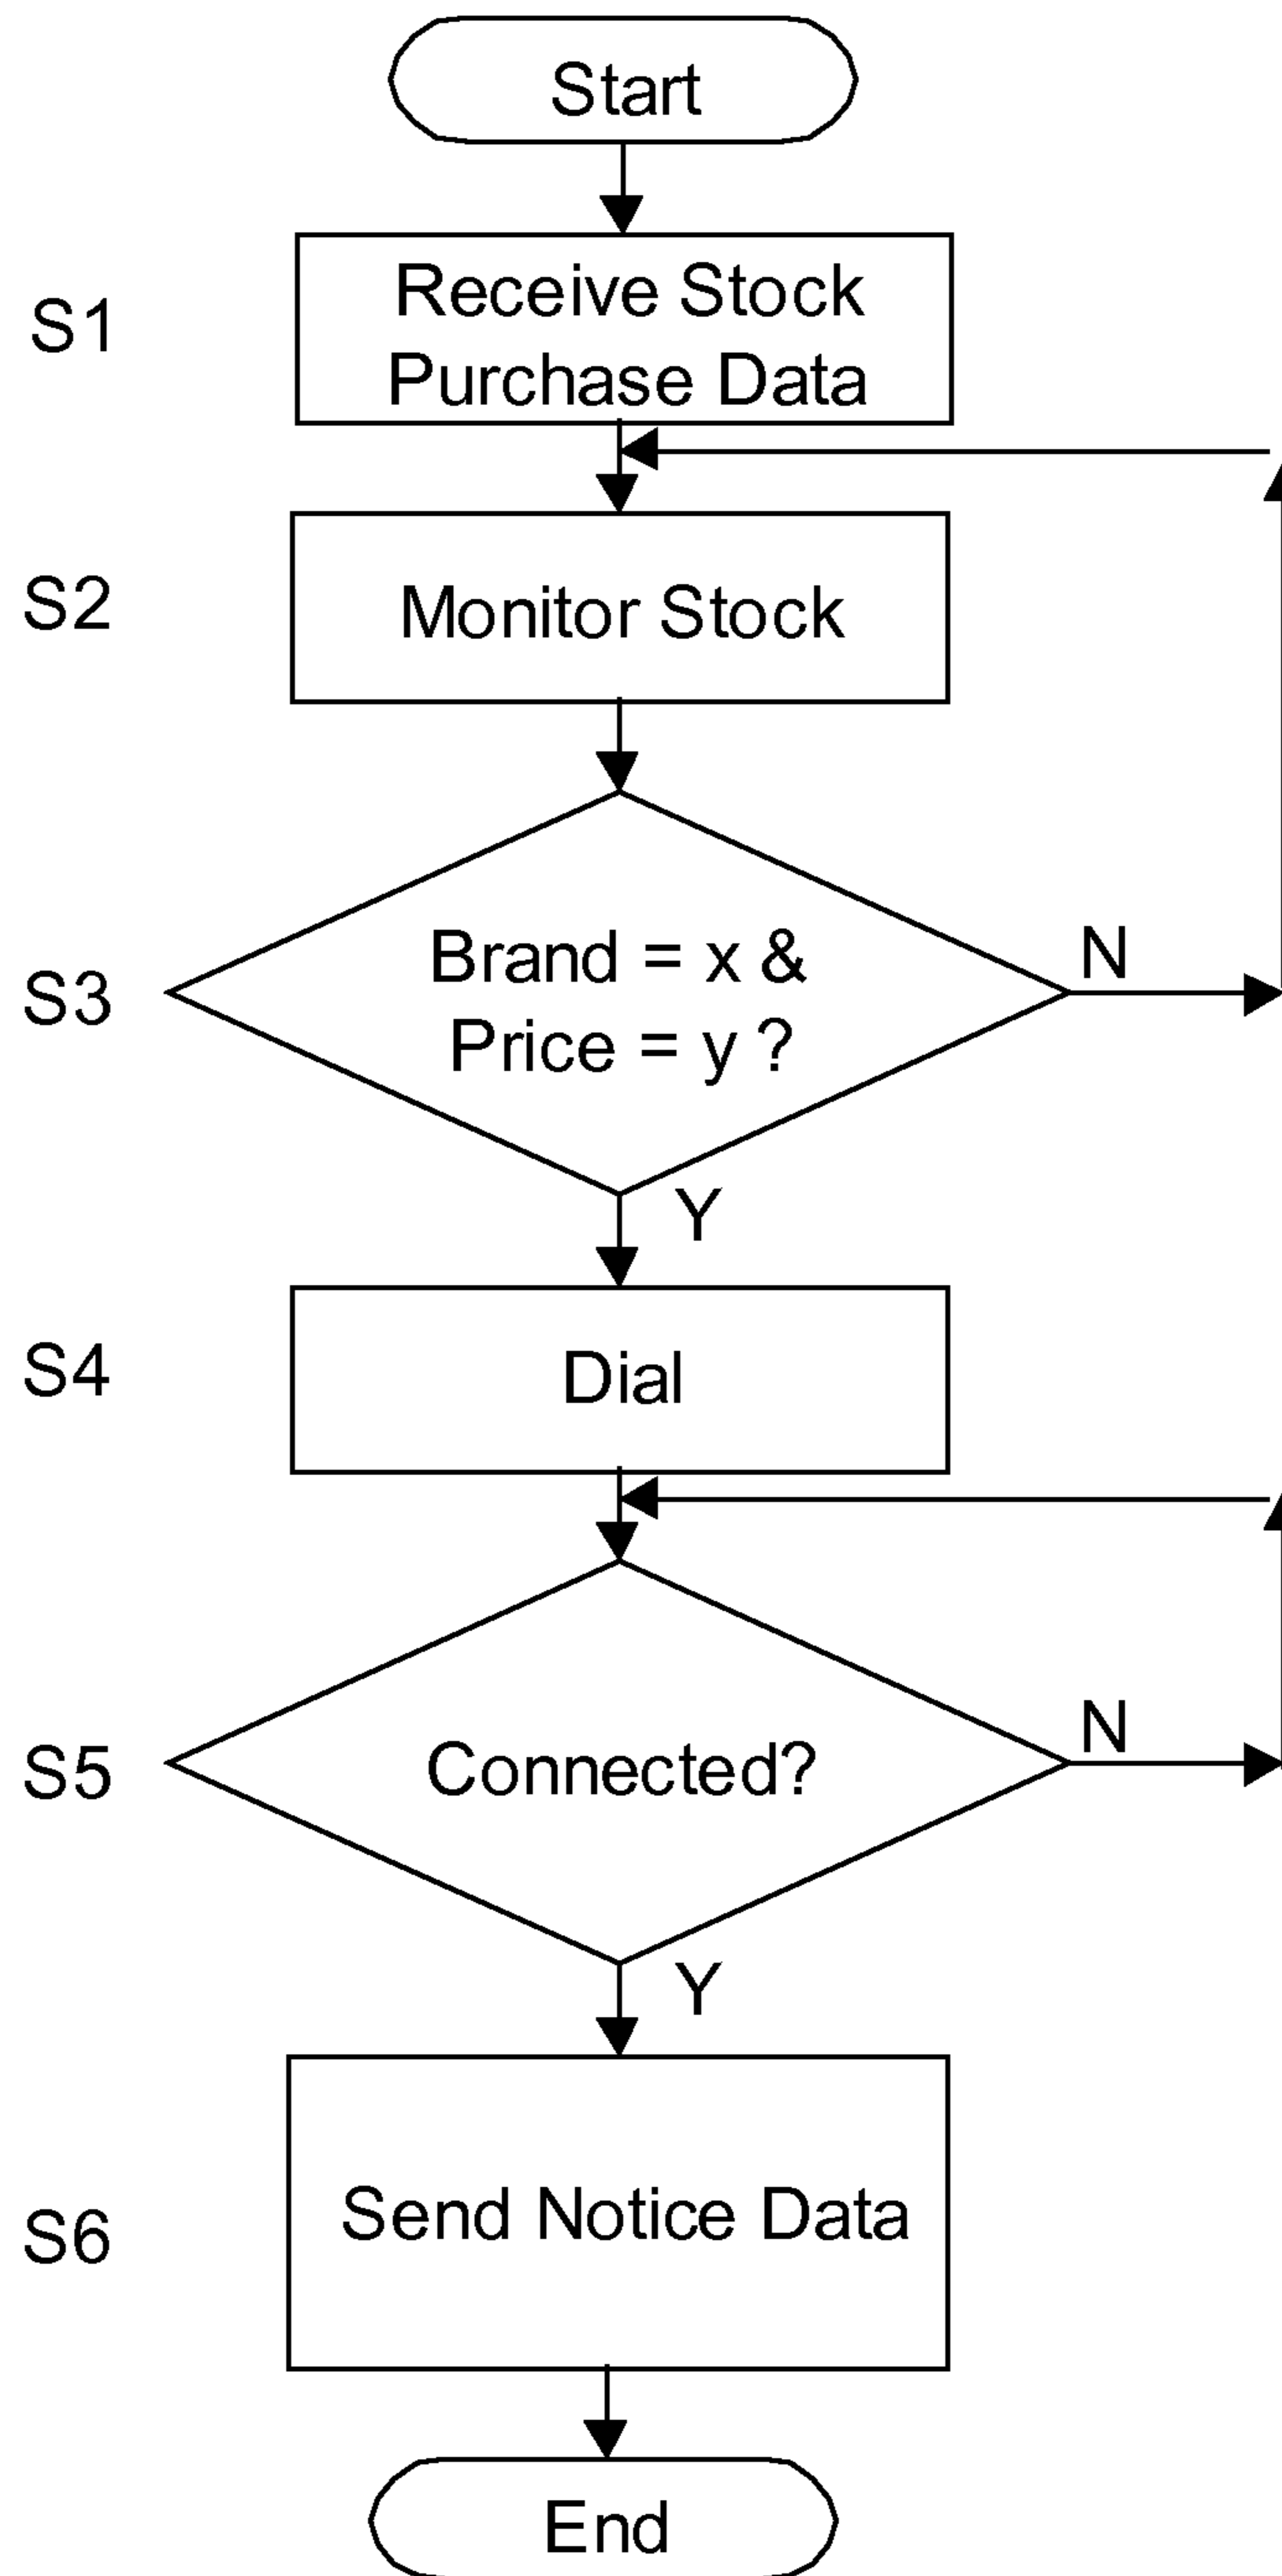 Start
S1
Receive Stock
Purchase Data
S2
Monitor Stock
S3
Brand = x &
Price = y ?
N
Y
S4
Dial
S5
Connected?
N
Y
S6
Send Notice Data
End